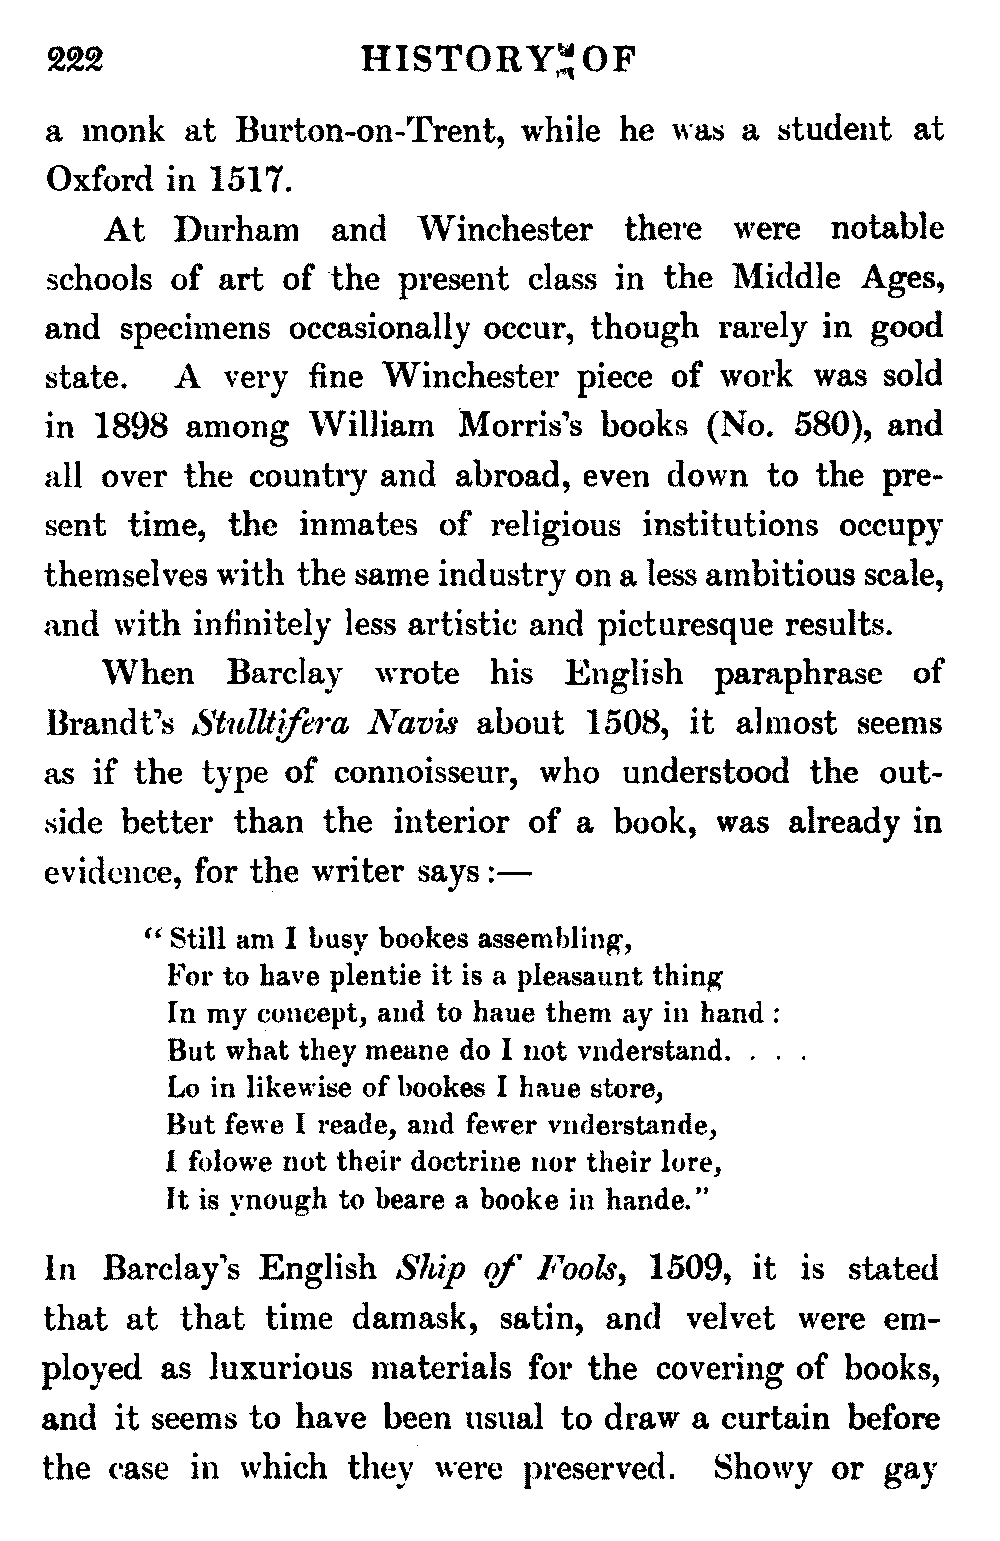 222 HISTORY OF
a monk at Burton-on-Trent, while he was a student at
Oxford in 1517.
At Durham and Winchester there were notable
schools of art of the present class in the Middle Ages,
and specimens occasionally occur, though rarely in good
state. A very fine Winchester piece of work was sold
in 1898 among William Morris's books (No. 580), and
all over the country and abroad, even down to the pre-
sent time, the inmates of religious institutions occupy
themselves with the same industry on a less ambitious scale,
and with infinitely less artistic and picturesque results.
When Barclay wrote his English paraphrase of
Brandt's Stulltifera Navis about 1508, it almost seems
as if the type of connoisseur, who understood the out-
side better than the interior of a book, was already in
evidence, for the writer says:—
“Still am I busy bookes assembling,
For to have plentie it is a pleasaunt thing
In my concept, and to haue them ay in hand:
But what they meane do I not vnderstand. . . .
Lo in likewise of bookes I haue store,
But fewe I reade, and fewer vnderstande,
I folowe not their doctrine nor their lore,
It is ynough to beare a booke in hande.”
In Barclay's English Ship of Fools, 1509, it is stated
that at that time damask, satin, and velvet were em-
ployed as luxurious materials for the covering of books,
and it seems to have been usual to draw a curtain before
the case in which they were preserved. Showy or gay